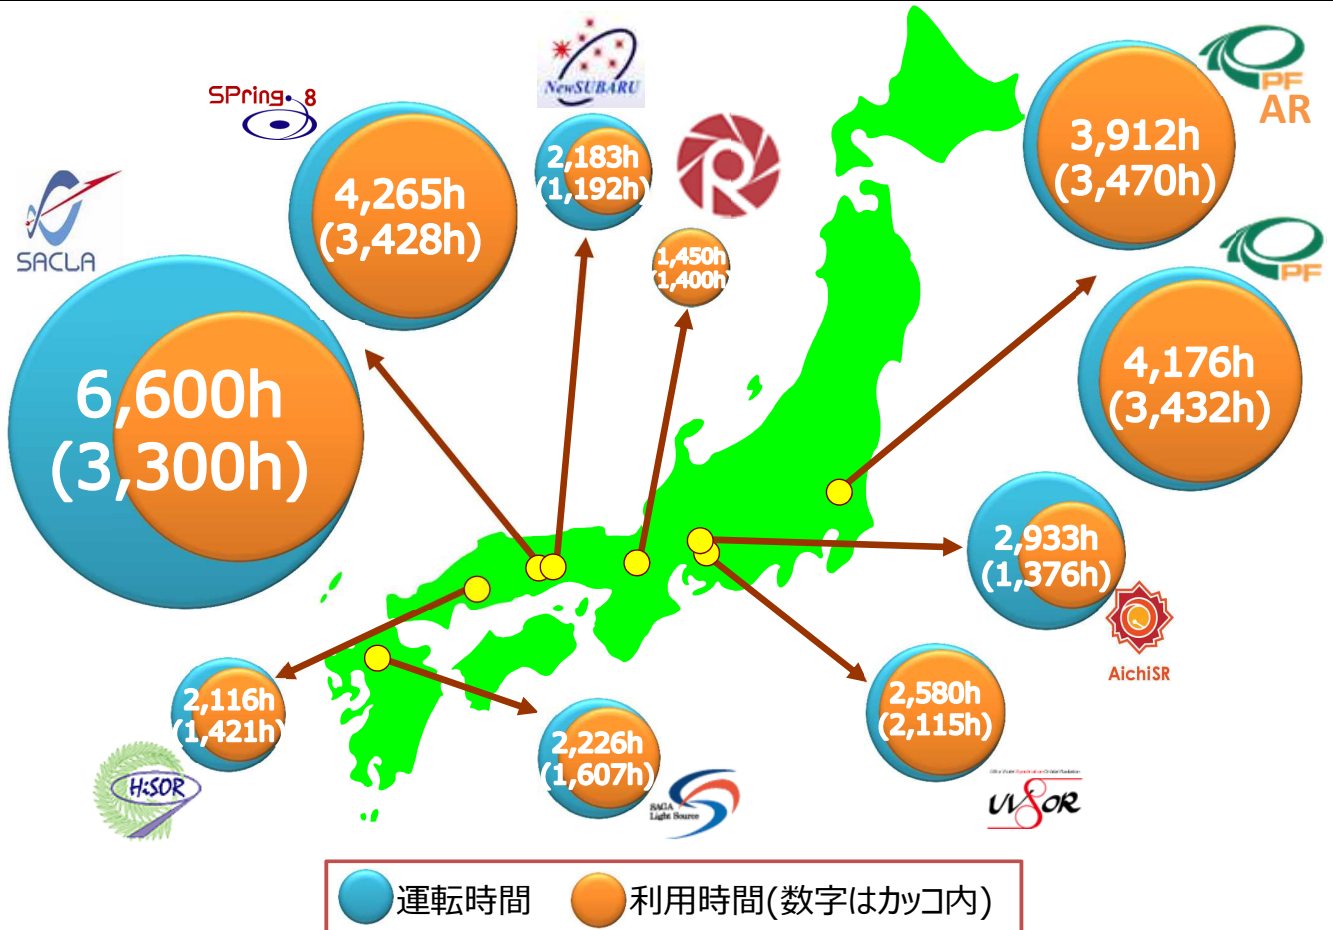 SPring-8
NewSUBARU
PF
AR
SACLA
4,265h
(3,428h)
2,183h
(1,192h)
R
3,912h
(3,470h)
1,450h
(1,400h)
PF
6,600h
(3,300h)
4,176h
(3,432h)
2,933h
(1,376h)
AichiSR
2,116h
(1,421h)
2,580h
(2,115h)
2,226h
(1,607h)
HiSOR
SAGA
Light Source
UVSOR
運転時間
利用時間(数字はカッコ内)